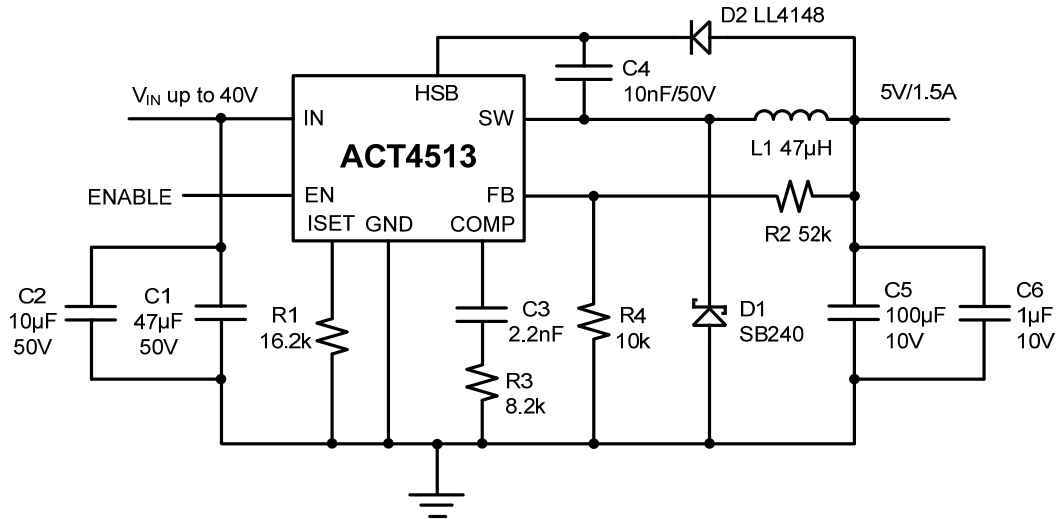 D2 LL4148
HSB
C4
10nF/50V
V_IN up to 40V
5V/1.5A
IN
SW
ACT4513
L1 47µH
ENABLE
EN
FB
ISET
GND
COMP
R2 52k
C2
10µF
50V
C1
47µF
50V
R1
16.2k
C3
2.2nF
R3
8.2k
R4
10k
D1
SB240
C5
100µF
10V
C6
1µF
10V